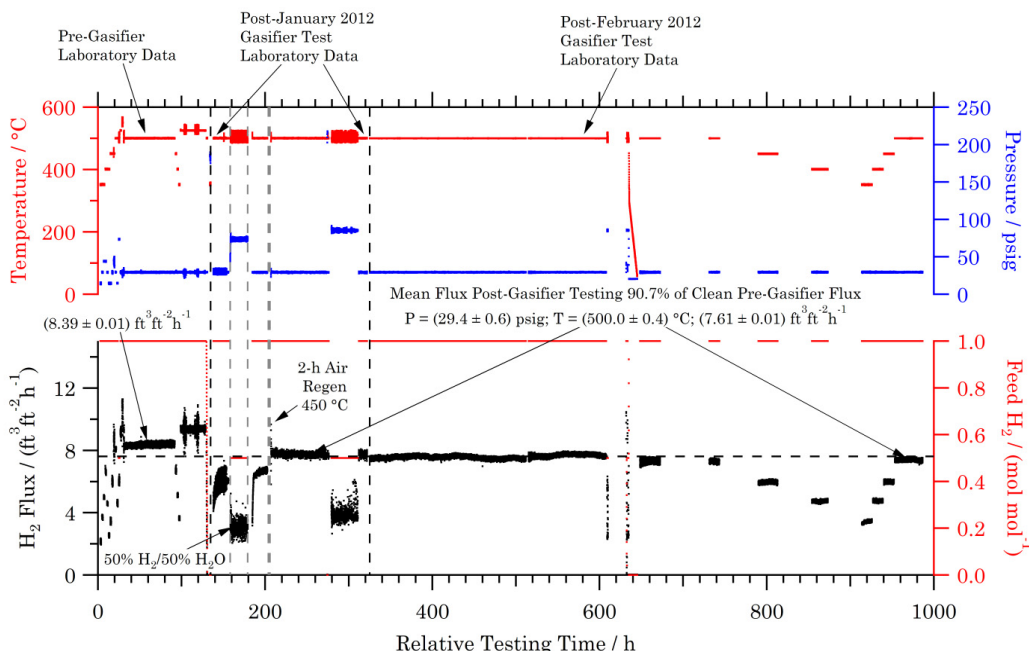 Pre-Gasifier
Laboratory Data
Post-January 2012
Gasifier Test
Laboratory Data
Post-February 2012
Gasifier Test
Laboratory Data
Temperature / °C
600
400
200
0
250
200
150
100
50
0
Pressure / psig
Mean Flux Post-Gasifier Testing 90.7% of Clean Pre-Gasifier Flux
P = (29.4 ± 0.6) psig; T = (500.0 ± 0.4) °C; (7.61 ± 0.01) ft³ft⁻²h⁻¹
(8.39 ± 0.01) ft³ft⁻²h⁻¹
2-h Air
Regen
450 °C
50% H₂/50% H₂O
H₂ Flux / (ft³ft⁻²h⁻¹)
12
8
4
0
1.0
0.8
0.6
0.4
0.2
0.0
Feed H₂ / (mol mol⁻¹)
0
200
400
600
800
1000
Relative Testing Time / h